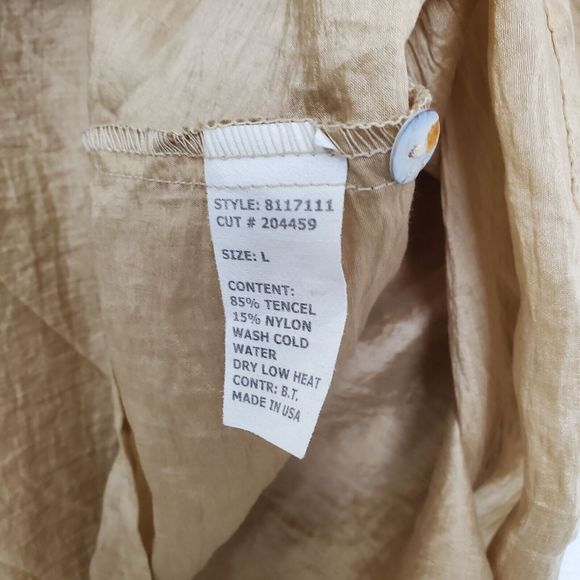 STYLE: 8117111
CUT # 204459
SIZE: L
CONTENT:
85% TENCEL
15% NYLON
WASH COLD
WATER
DRY LOW HEAT
CONTR: B.T.
MADE IN USA